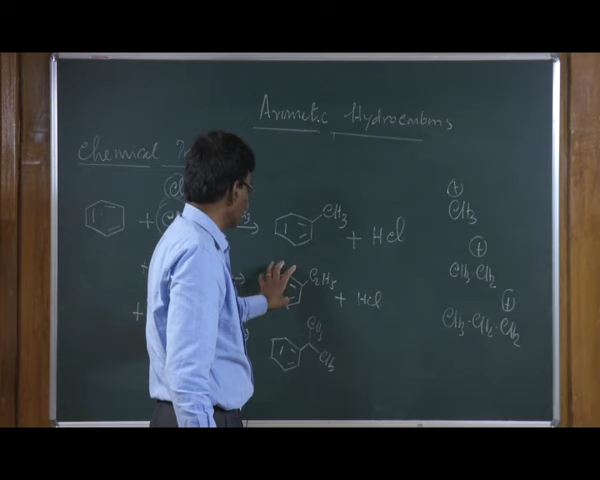 Aromatic Hydrocarbons
Chemical
+ → CH3 + HCl
+ → C2H5 + HCl
+ CH3
CH3
+
CH3
+
CH3-CH2
+
CH3-CH2-CH2